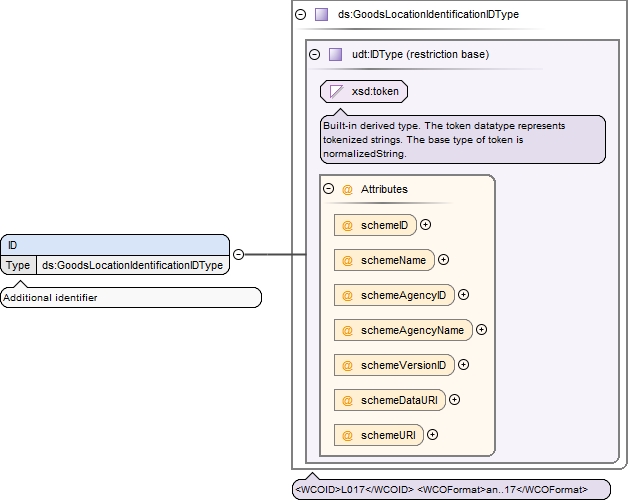 ds:GoodsLocationIdentificationIDType
udt:IDType (restriction base)
xsd:token
Built-in derived type. The token datatype represents
tokenized strings. The base type of token is
normalizedString.
@ Attributes
@ schemeID
@ schemeName
@ schemeAgencyID
@ schemeAgencyName
@ schemeVersionID
@ schemeDataURI
@ schemeURI
ID
Type ds:GoodsLocationIdentificationIDType
Additional identifier
<WCOID>L017</WCOID> <WCOFormat>an..17</WCOFormat>